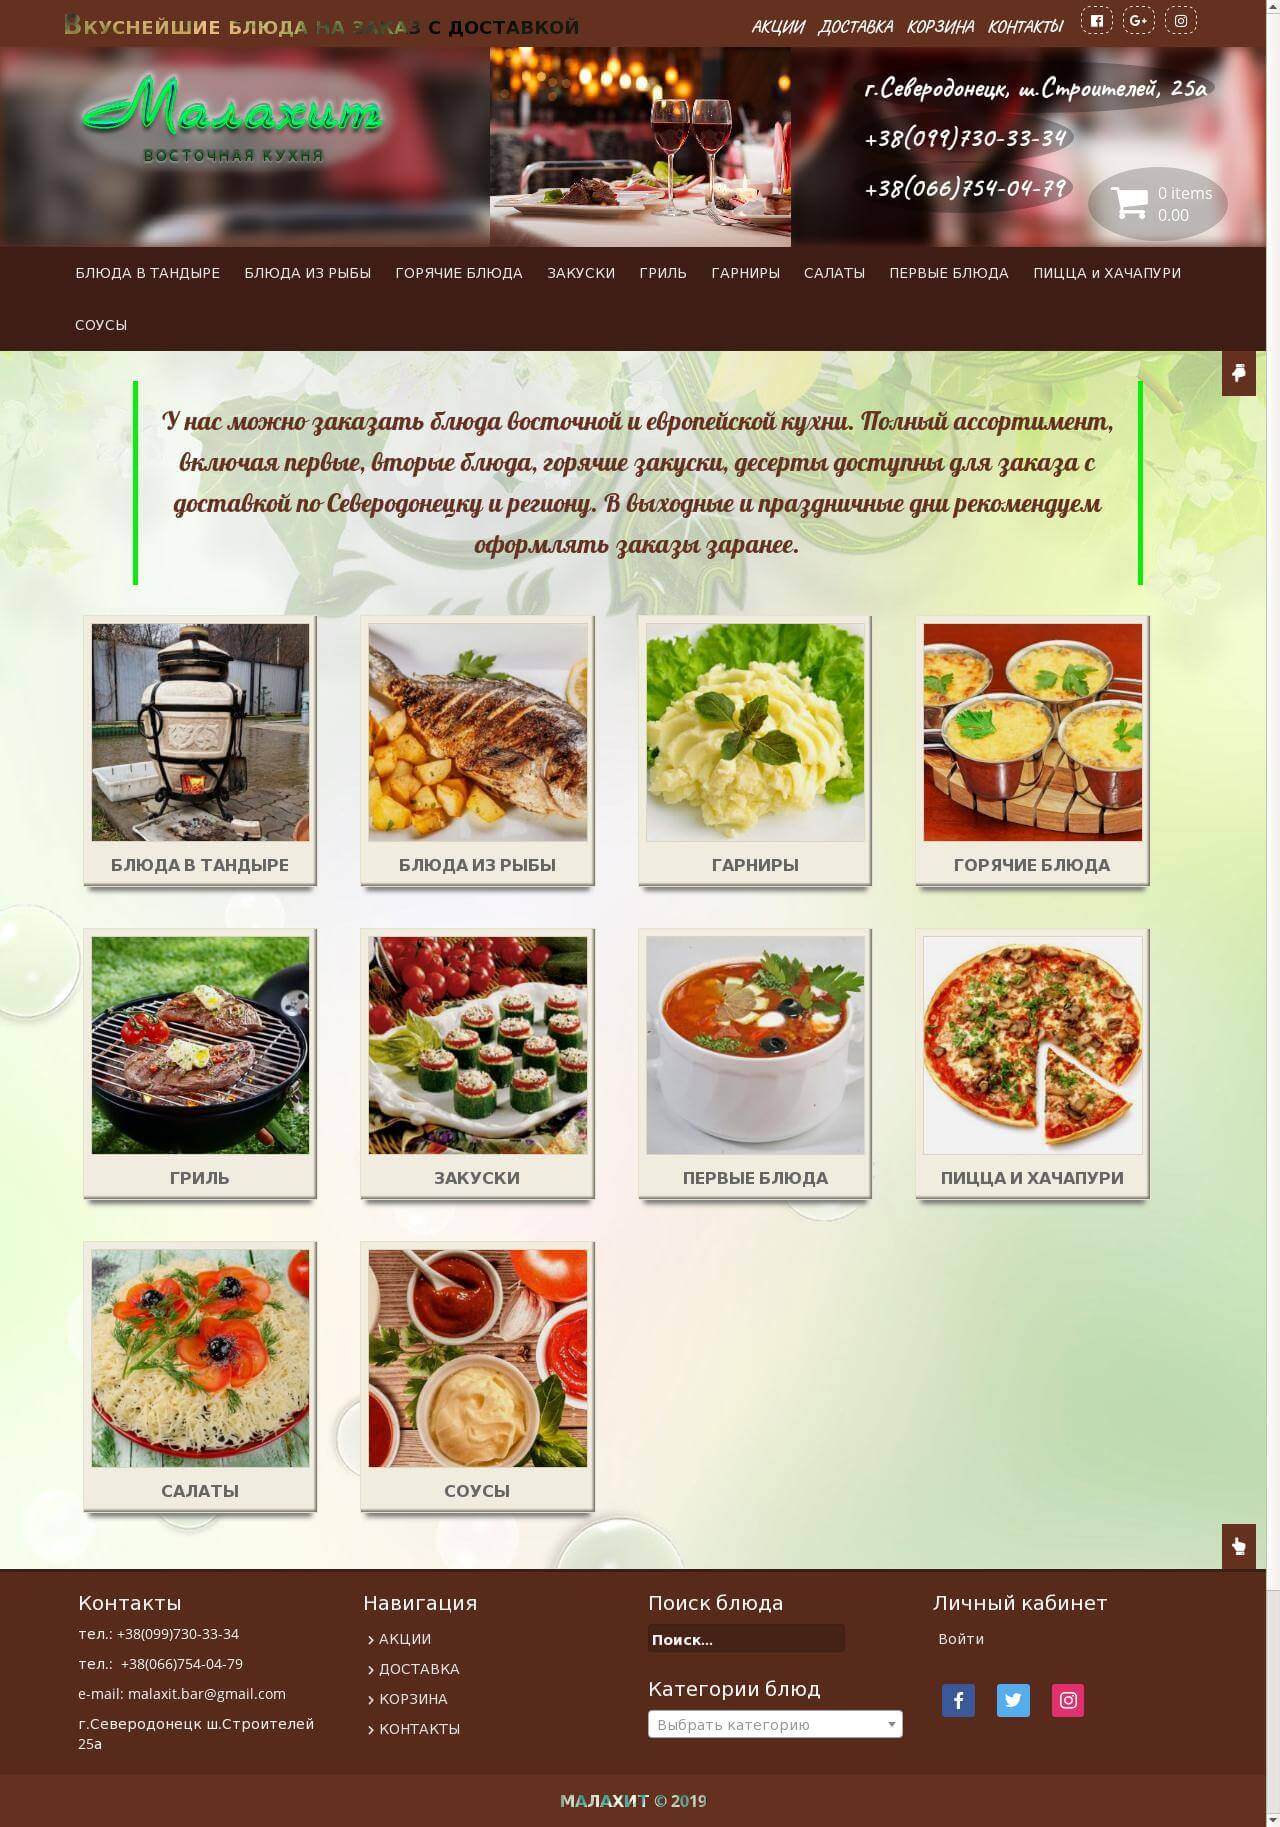 Вкуснейшие блюда на заказ с доставкой
АКЦИИ ДОСТАВКА КОРЗИНА КОНТАКТЫ
Малахит
ВОСТОЧНАЯ КУХНЯ
г.Северодонецк, ш.Строителей, 25а
+38(099)730-33-34
+38(066)754-04-79
0 items
0.00
БЛЮДА В ТАНДЫРЕ БЛЮДА ИЗ РЫБЫ ГОРЯЧИЕ БЛЮДА ЗАКУСКИ ГРИЛЬ ГАРНИРЫ САЛАТЫ ПЕРВЫЕ БЛЮДА ПИЦЦА и ХАЧАПУРИ
СОУСЫ
У нас можно заказать блюда восточной и европейской кухни. Полный ассортимент,
включая первые, вторые блюда, горячие закуски, десерты доступны для заказа с
доставкой по Северодонецку и региону. В выходные и праздничные дни рекомендуем
оформлять заказы заранее.
БЛЮДА В ТАНДЫРЕ БЛЮДА ИЗ РЫБЫ ГАРНИРЫ ГОРЯЧИЕ БЛЮДА
ГРИЛЬ ЗАКУСКИ ПЕРВЫЕ БЛЮДА ПИЦЦА И ХАЧАПУРИ
САЛАТЫ СОУСЫ
Контакты
тел.: +38(099)730-33-34
тел.: +38(066)754-04-79
e-mail: malaxit.bar@gmail.com
г.Северодонецк ш.Строителей
25а
Навигация
АКЦИИ
ДОСТАВКА
КОРЗИНА
КОНТАКТЫ
Поиск блюда
Поиск...
Категории блюд
Выбрать категорию
Личный кабинет
Войти
МАЛАХИТ © 2019